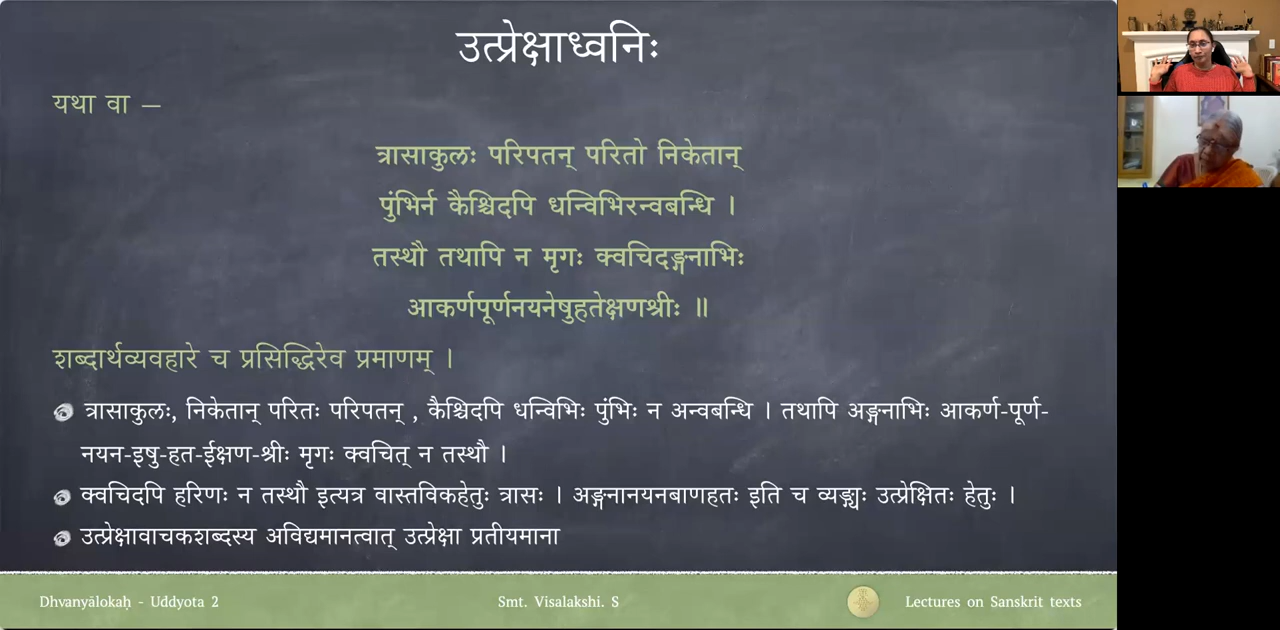 उत्प्रेक्षाध्वनिः
यथा वा —
त्रासाकुलः परिपतन् परितो निकेतान्
पुंभिर्न कैश्चिदपि धन्विभिरन्वबन्धि ।
तस्थौ तथापि न मृगः क्वचिदङ्गनाभिः
आकर्णपूर्णनयनेषुहतेक्षणश्रीः ॥
शब्दार्थव्यवहारे च प्रसिद्धिरेव प्रमाणम् ।
त्रासाकुलः, निकेतान् परितः परिपतन् , कैश्चिदपि धन्विभिः पुंभिः न अन्वबन्धि । तथापि अङ्गनाभिः आकर्ण-पूर्ण-
नयन-इषु-हत-ईक्षण-श्रीः मृगः क्वचित् न तस्थौ ।
क्वचिदपि हरिणः न तस्थौ इत्यत्र वास्तविकहेतुः त्रासः । अङ्गनानयनबाणहतः इति च व्यङ्ग्यः उत्प्रेक्षितः हेतुः ।
उत्प्रेक्षावाचकशब्दस्य अविद्यमानत्वात् उत्प्रेक्षा प्रतीयमाना
Dhvanyālokaḥ - Uddyota 2
Smt. Visalakshi. S
Lectures on Sanskrit texts